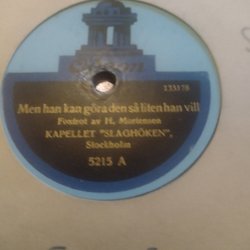 133178
Men han kan göra den så liten han vill
Foxtrot av H. Mortensen
KAPELLET "SLAGHÖKEN",
Stockholm
5215 A